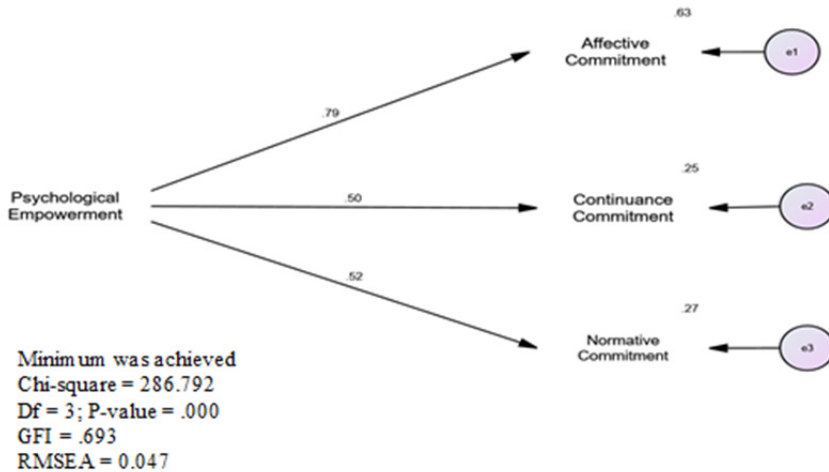 .63
Affective
Commitment
e1
.79
.25
Psychological
Empowerment
.50
Continuance
Commitment
e2
.52
.27
Normative
Commitment
e3
Minimum was achieved
Chi-square = 286.792
Df = 3; P-value = .000
GFI = .693
RMSEA = 0.047